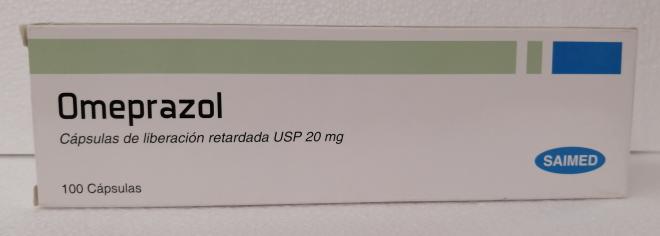 Omeprazol
Cápsulas de liberación retardada USP 20 mg
SAIMED
100 Cápsulas